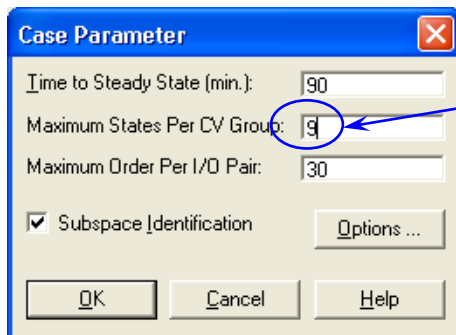 Case Parameter
Time to Steady State (min.): 90
Maximum States Per CV Group: 9
Maximum Order Per I/O Pair: 30
Subspace Identification Options ...
OK Cancel Help